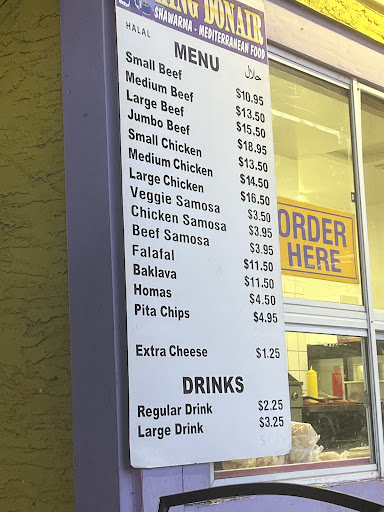 KING DONAIR
SHAWARMA - MEDITERRANEAN FOOD
HALAL
MENU
حلال
Small Beef $10.95
Medium Beef $13.50
Large Beef $15.50
Jumbo Beef $18.95
Small Chicken $13.50
Medium Chicken $14.50
Large Chicken $16.50
Veggie Samosa $3.50
Chicken Samosa $3.95
Beef Samosa $3.95
Falafal $11.50
Baklava $11.50
Homas $4.50
Pita Chips $4.95
Extra Cheese $1.25
DRINKS
Regular Drink $2.25
Large Drink $3.25
ORDER
HERE